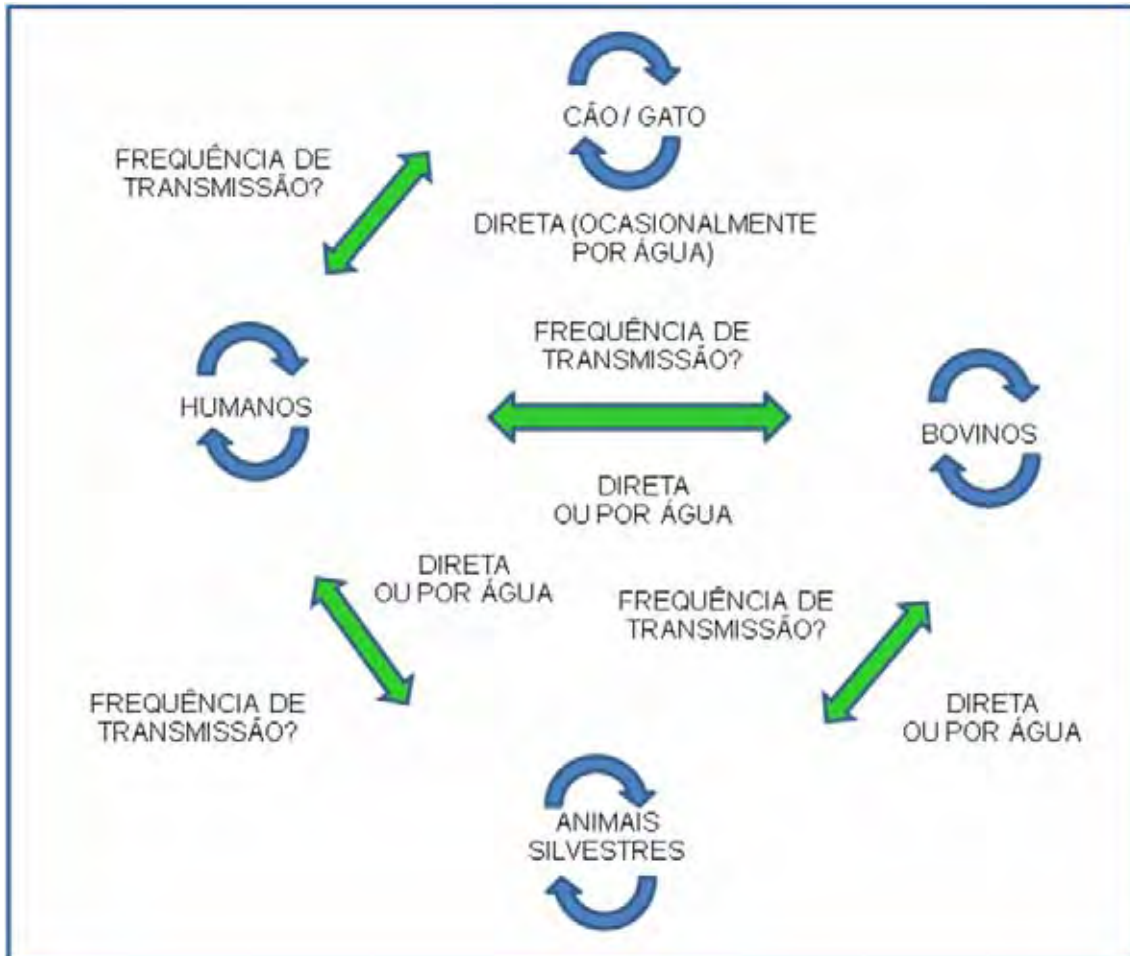 CÃO / GATO
FREQUÊNCIA DE
TRANSMISSÃO?
DIRETA (OCASIONALMENTE
POR ÁGUA)
FREQUÊNCIA DE
TRANSMISSÃO?
HUMANOS
BOVINOS
DIRETA
OU POR ÁGUA
DIRETA
OU POR ÁGUA
FREQUÊNCIA DE
TRANSMISSÃO?
FREQUÊNCIA DE
TRANSMISSÃO?
DIRETA
OU POR ÁGUA
ANIMAIS
SILVESTRES